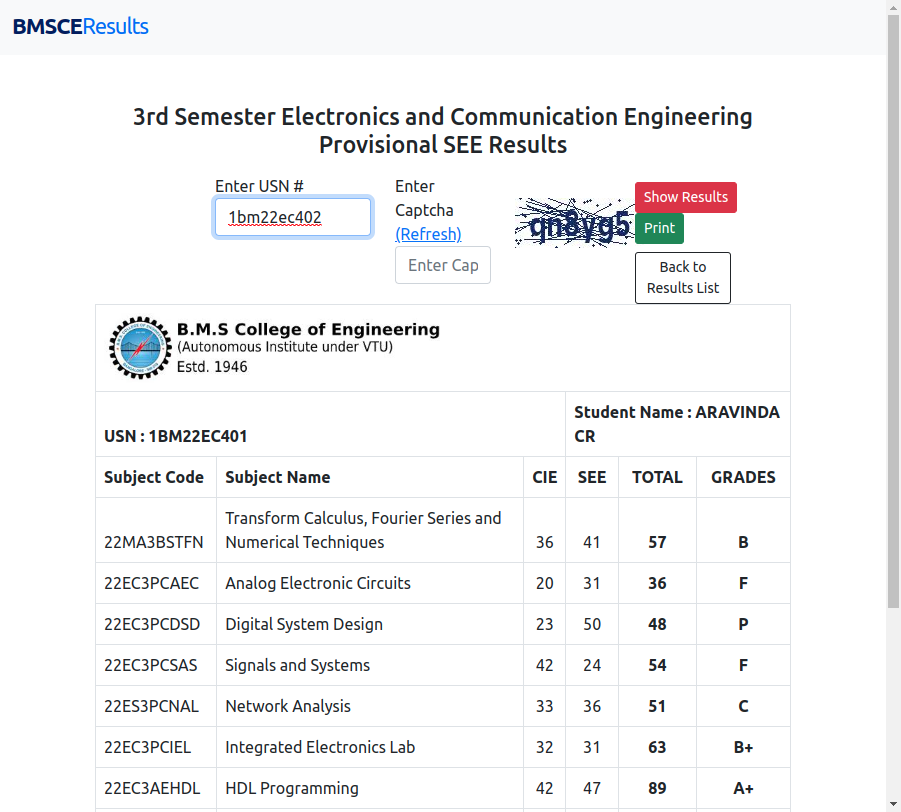 BMSCEResults
3rd Semester Electronics and Communication Engineering
Provisional SEE Results
Enter USN #
1bm22ec402
Enter
Captcha
(Refresh)
Enter Cap
qn8yg5
Show Results
Print
Back to
Results List
B.M.S College of Engineering
(Autonomous Institute under VTU)
Estd. 1946
USN : 1BM22EC401
Student Name : ARAVINDA
CR
Subject Code Subject Name CIE SEE TOTAL GRADES
22MA3BSTFN Transform Calculus, Fourier Series and
Numerical Techniques 36 41 57 B
22EC3PCAEC Analog Electronic Circuits 20 31 36 F
22EC3PCDSD Digital System Design 23 50 48 P
22EC3PCSAS Signals and Systems 42 24 54 F
22ES3PCNAL Network Analysis 33 36 51 C
22EC3PCIEL Integrated Electronics Lab 32 31 63 B+
22EC3AEHDL HDL Programming 42 47 89 A+